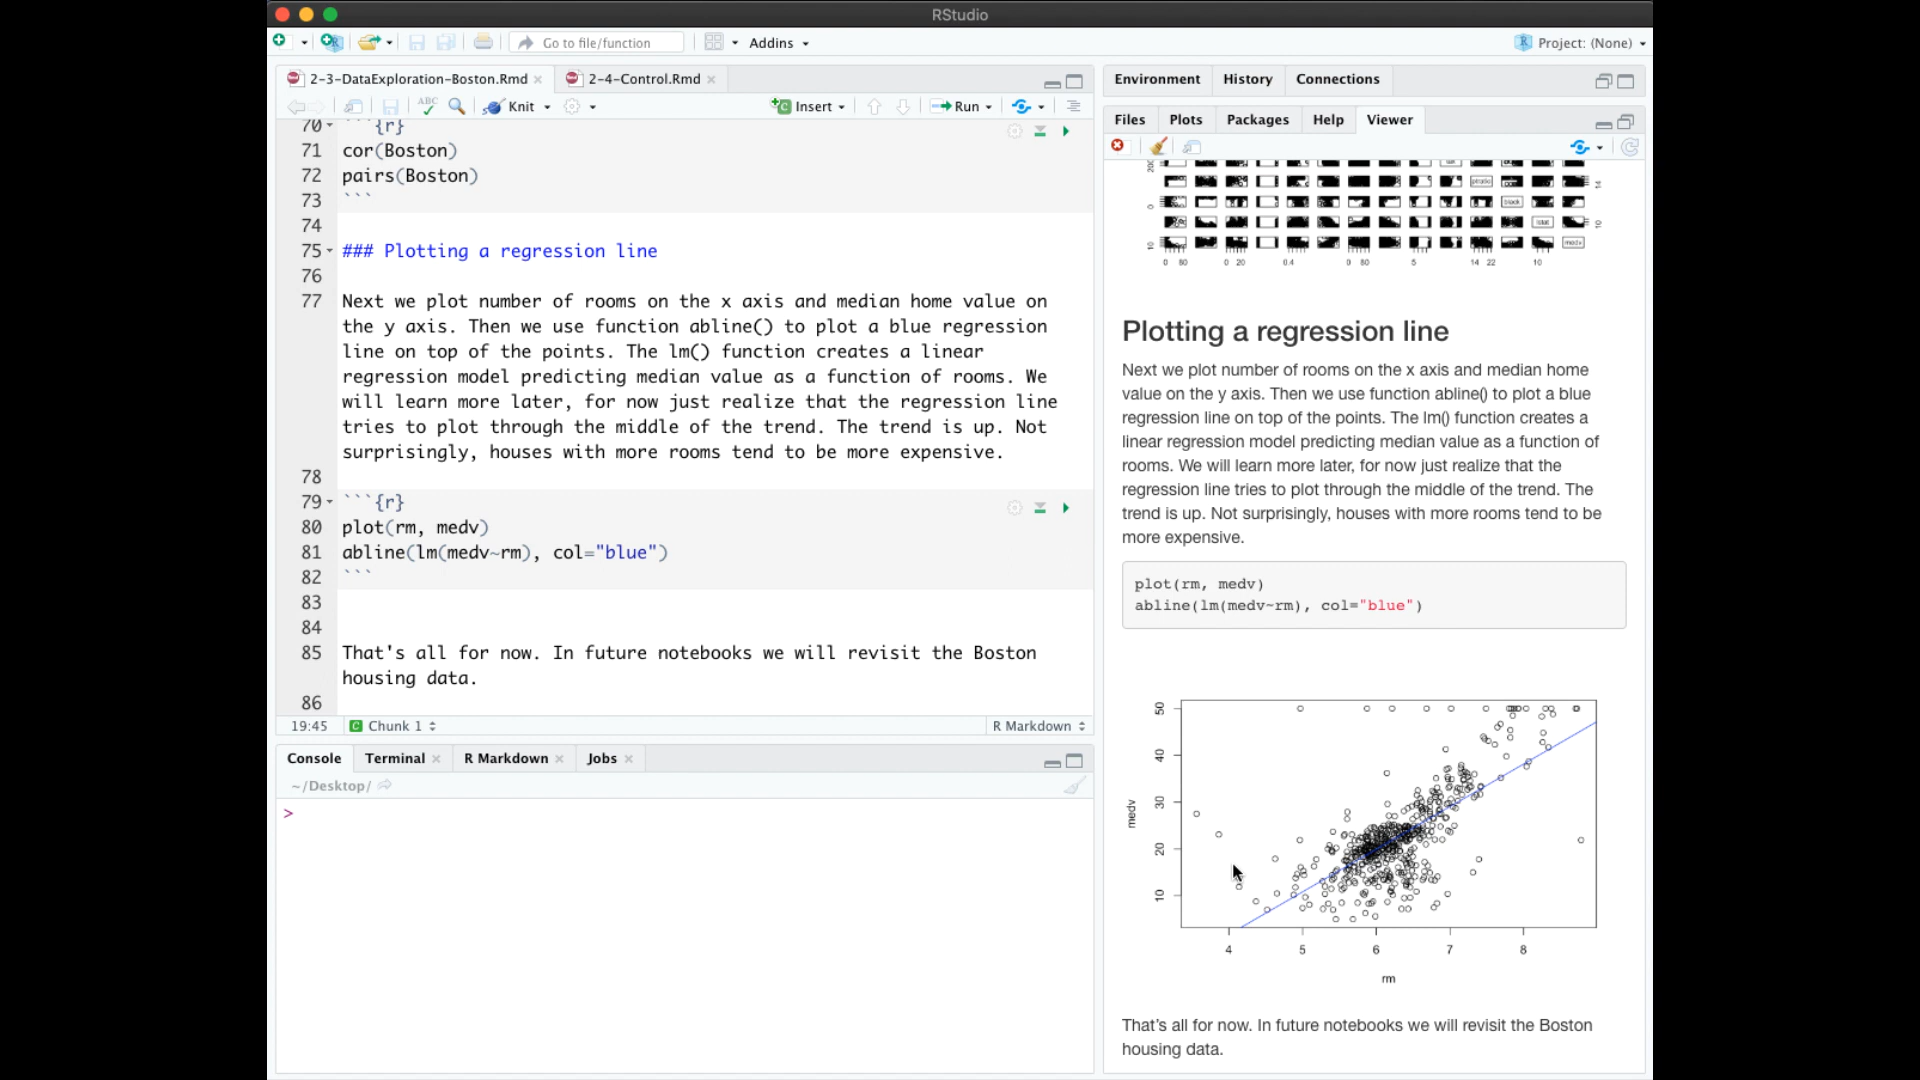 RStudio
Go to file/function
Addins
Project: (None)
2-3-DataExploration-Boston.Rmd
2-4-Control.Rmd
ABC
Knit
Insert
Run
70 ```{r}
71 cor(Boston)
72 pairs(Boston)
73 ```
74
75 ### Plotting a regression line
76
77 Next we plot number of rooms on the x axis and median home value on
the y axis. Then we use function abline() to plot a blue regression
line on top of the points. The lm() function creates a linear
regression model predicting median value as a function of rooms. We
will learn more later, for now just realize that the regression line
tries to plot through the middle of the trend. The trend is up. Not
surprisingly, houses with more rooms tend to be more expensive.
78
79 ```{r}
80 plot(rm, medv)
81 abline(lm(medv~rm), col="blue")
82 ```
83
84
85 That's all for now. In future notebooks we will revisit the Boston
housing data.
86
19:45 Chunk 1 R Markdown
Console Terminal R Markdown Jobs
~/Desktop/
>
Environment History Connections
Files Plots Packages Help Viewer
0 80 0 20 0.4 0 80 5 14 22 10
Plotting a regression line
Next we plot number of rooms on the x axis and median home
value on the y axis. Then we use function abline() to plot a blue
regression line on top of the points. The lm() function creates a
linear regression model predicting median value as a function of
rooms. We will learn more later, for now just realize that the
regression line tries to plot through the middle of the trend. The
trend is up. Not surprisingly, houses with more rooms tend to be
more expensive.
plot(rm, medv)
abline(lm(medv~rm), col="blue")
50
40
30
20
10
medv
4 5 6 7 8
rm
That's all for now. In future notebooks we will revisit the Boston
housing data.